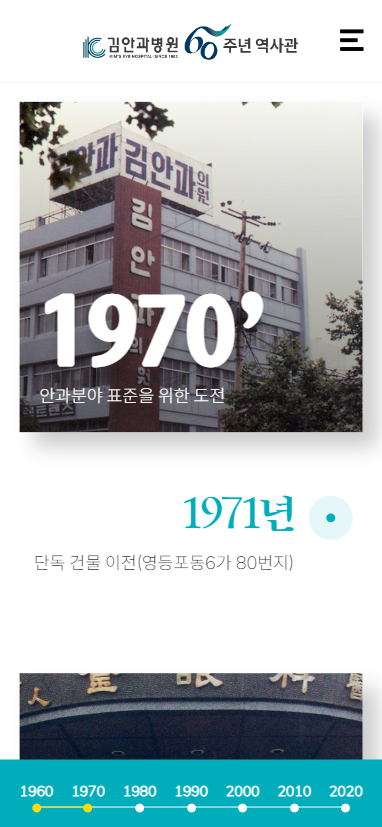 김안과병원
KIM'S EYE HOSPITAL·SINCE 1962
60주년 역사관
김안과
김안과의원
김
안
과
의
원
1970’
안과분야 표준을 위한 도전
1971년
단독 건물 이전(영등포동6가 80번지)
眼科
1960 1970 1980 1990 2000 2010 2020